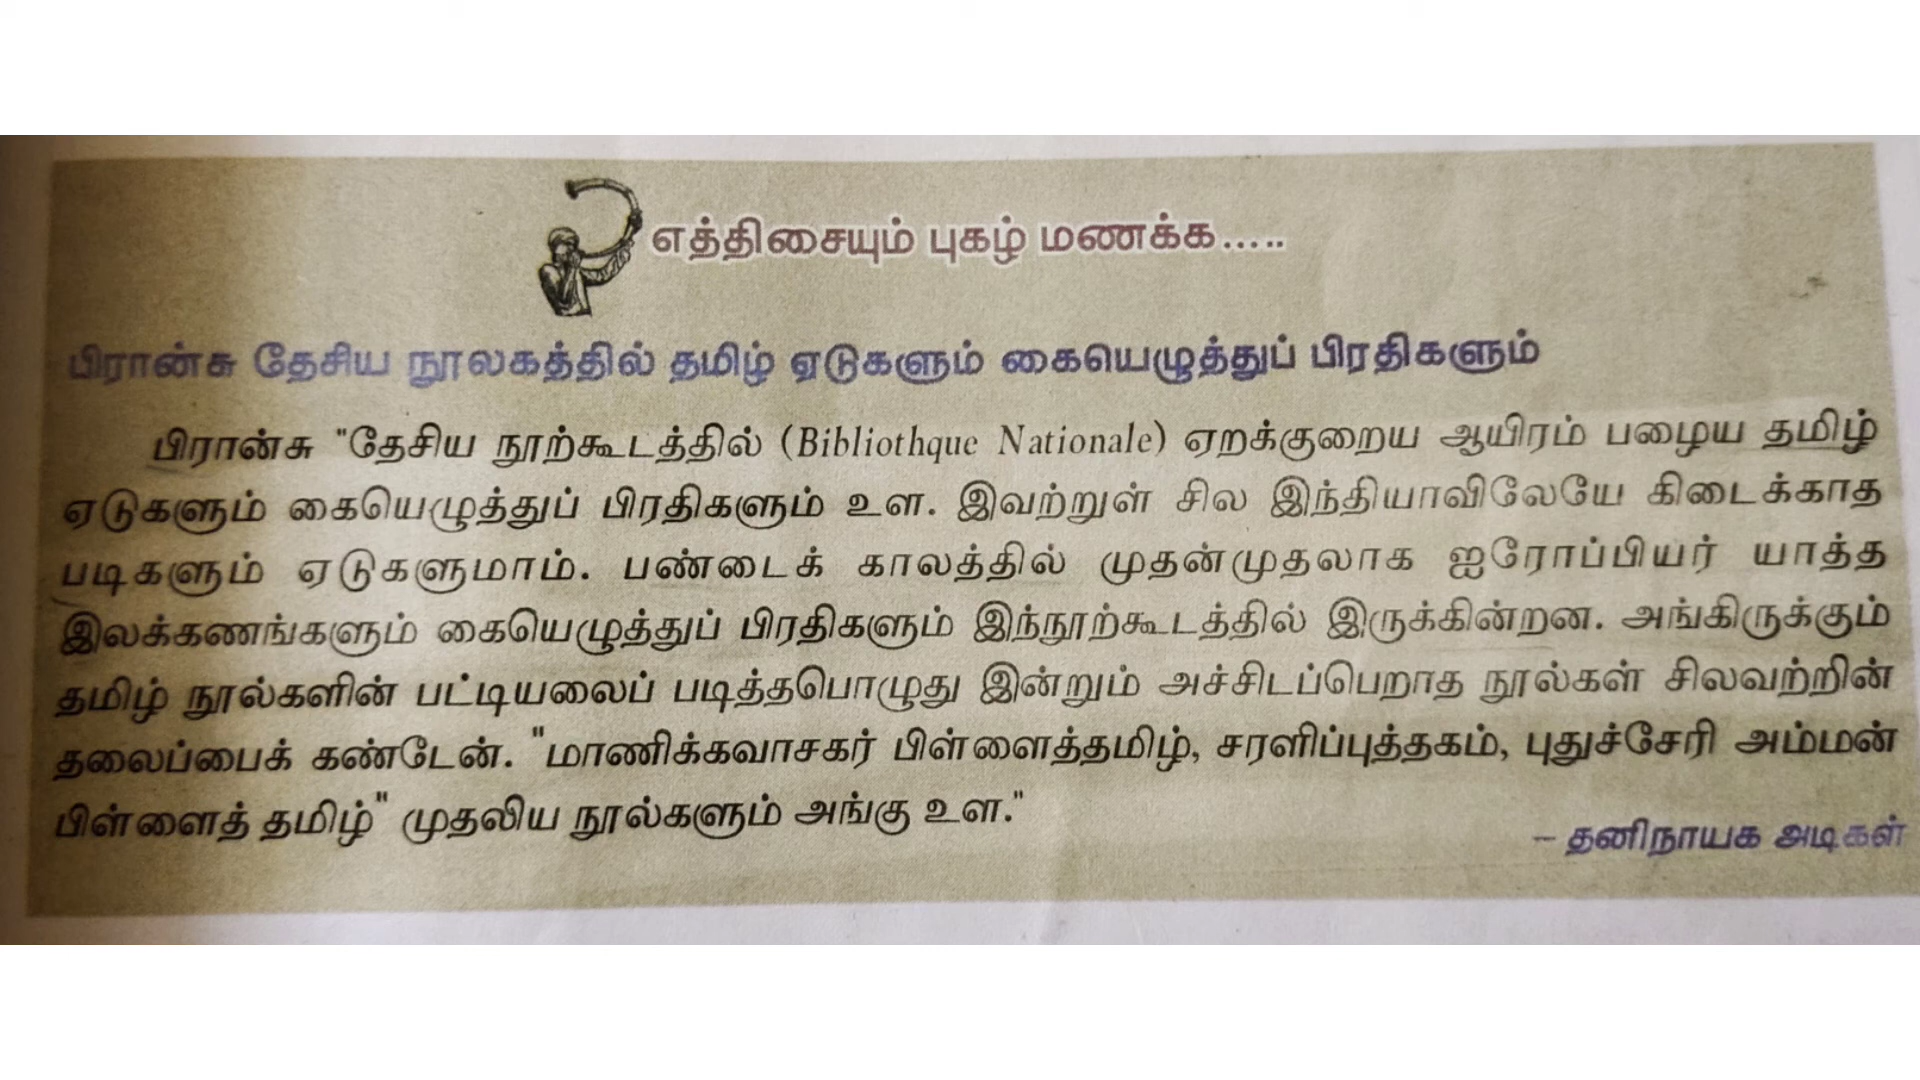 எத்திசையும் புகழ் மணக்க.....
பிரான்சு தேசிய நூலகத்தில் தமிழ் ஏடுகளும் கையெழுத்துப் பிரதிகளும்
பிரான்சு "தேசிய நூற்கூடத்தில் (Bibliothque Nationale) ஏறக்குறைய ஆயிரம் பழைய தமிழ்
ஏடுகளும் கையெழுத்துப் பிரதிகளும் உள. இவற்றுள் சில இந்தியாவிலேயே கிடைக்காத
படிகளும் ஏடுகளுமாம். பண்டைக் காலத்தில் முதன்முதலாக ஐரோப்பியர் யாத்த
இலக்கணங்களும் கையெழுத்துப் பிரதிகளும் இந்நூற்கூடத்தில் இருக்கின்றன. அங்கிருக்கும்
தமிழ் நூல்களின் பட்டியலைப் படித்தபொழுது இன்றும் அச்சிடப்பெறாத நூல்கள் சிலவற்றின்
தலைப்பைக் கண்டேன். "மாணிக்கவாசகர் பிள்ளைத்தமிழ், சரளிப்புத்தகம், புதுச்சேரி அம்மன்
பிள்ளைத் தமிழ்" முதலிய நூல்களும் அங்கு உள."
– தனிநாயக அடிகள்